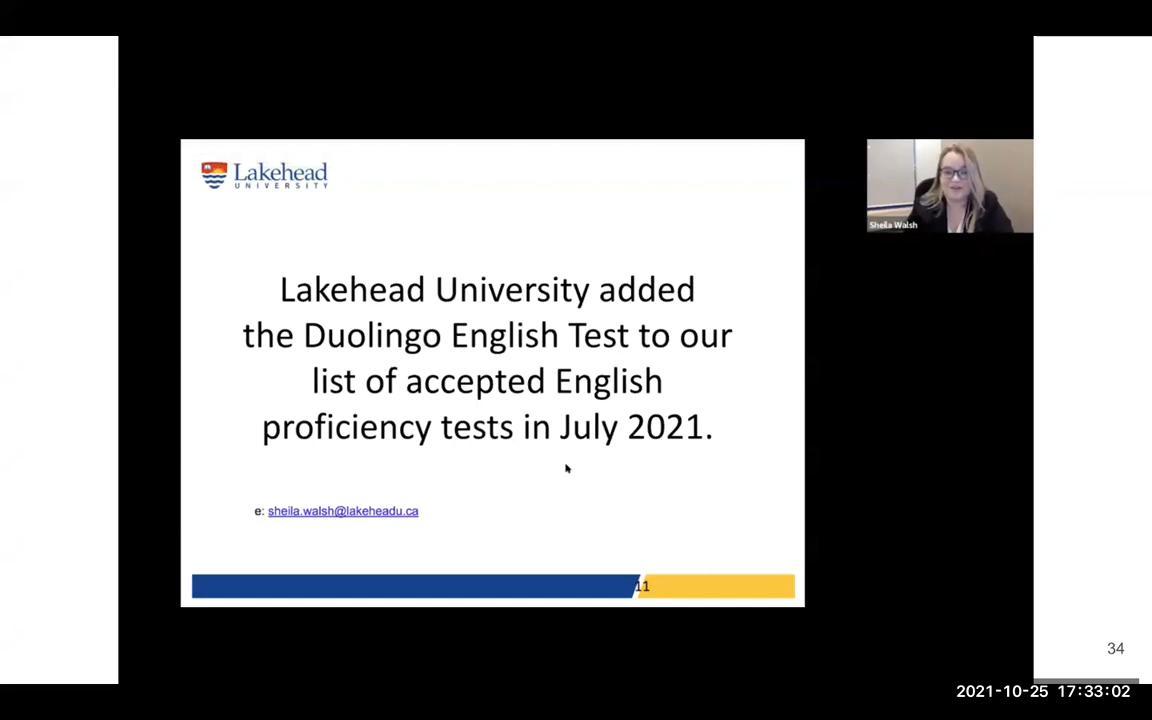 Lakehead
UNIVERSITY
Sheila Walsh
Lakehead University added
the Duolingo English Test to our
list of accepted English
proficiency tests in July 2021.
e: sheila.walsh@lakeheadu.ca
11
34
2021-10-25 17:33:02